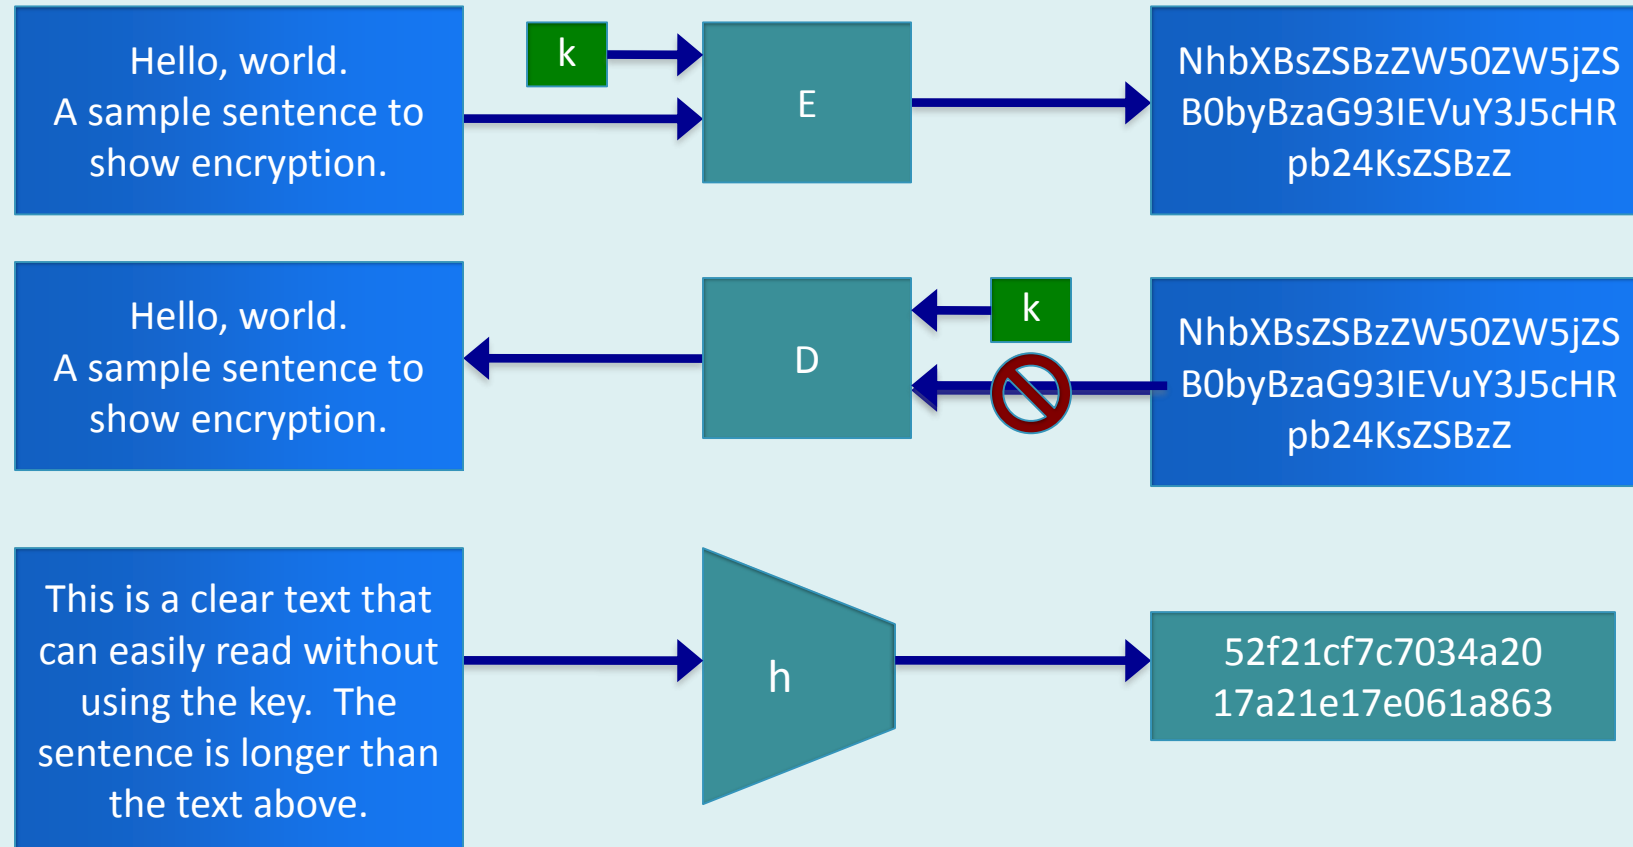 Hello, world.
A sample sentence to
show encryption.
k
E
NhbXBsZSBzZW50ZW5jZS
B0byBzaG93IEVuY3J5cHR
pb24KsZSBzZ
Hello, world.
A sample sentence to
show encryption.
D
k
NhbXBsZSBzZW50ZW5jZS
B0byBzaG93IEVuY3J5cHR
pb24KsZSBzZ
This is a clear text that
can easily read without
using the key.  The
sentence is longer than
the text above.
h
52f21cf7c7034a20
17a21e17e061a863